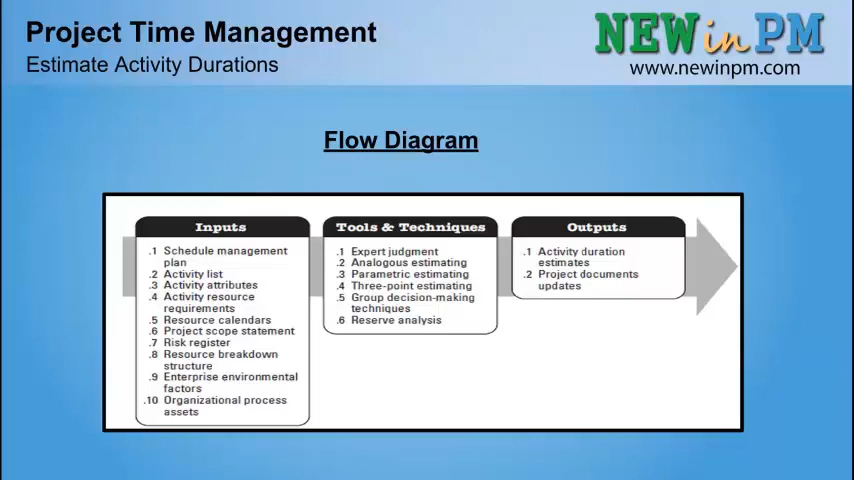 Project Time Management
Estimate Activity Durations
NEW in PM
www.newinpm.com
Flow Diagram
Inputs
.1 Schedule management
plan
.2 Activity list
.3 Activity attributes
.4 Activity resource
requirements
.5 Resource calendars
.6 Project scope statement
.7 Risk register
.8 Resource breakdown
structure
.9 Enterprise environmental
factors
.10 Organizational process
assets
Tools & Techniques
.1 Expert judgment
.2 Analogous estimating
.3 Parametric estimating
.4 Three-point estimating
.5 Group decision-making
techniques
.6 Reserve analysis
Outputs
.1 Activity duration
estimates
.2 Project documents
updates